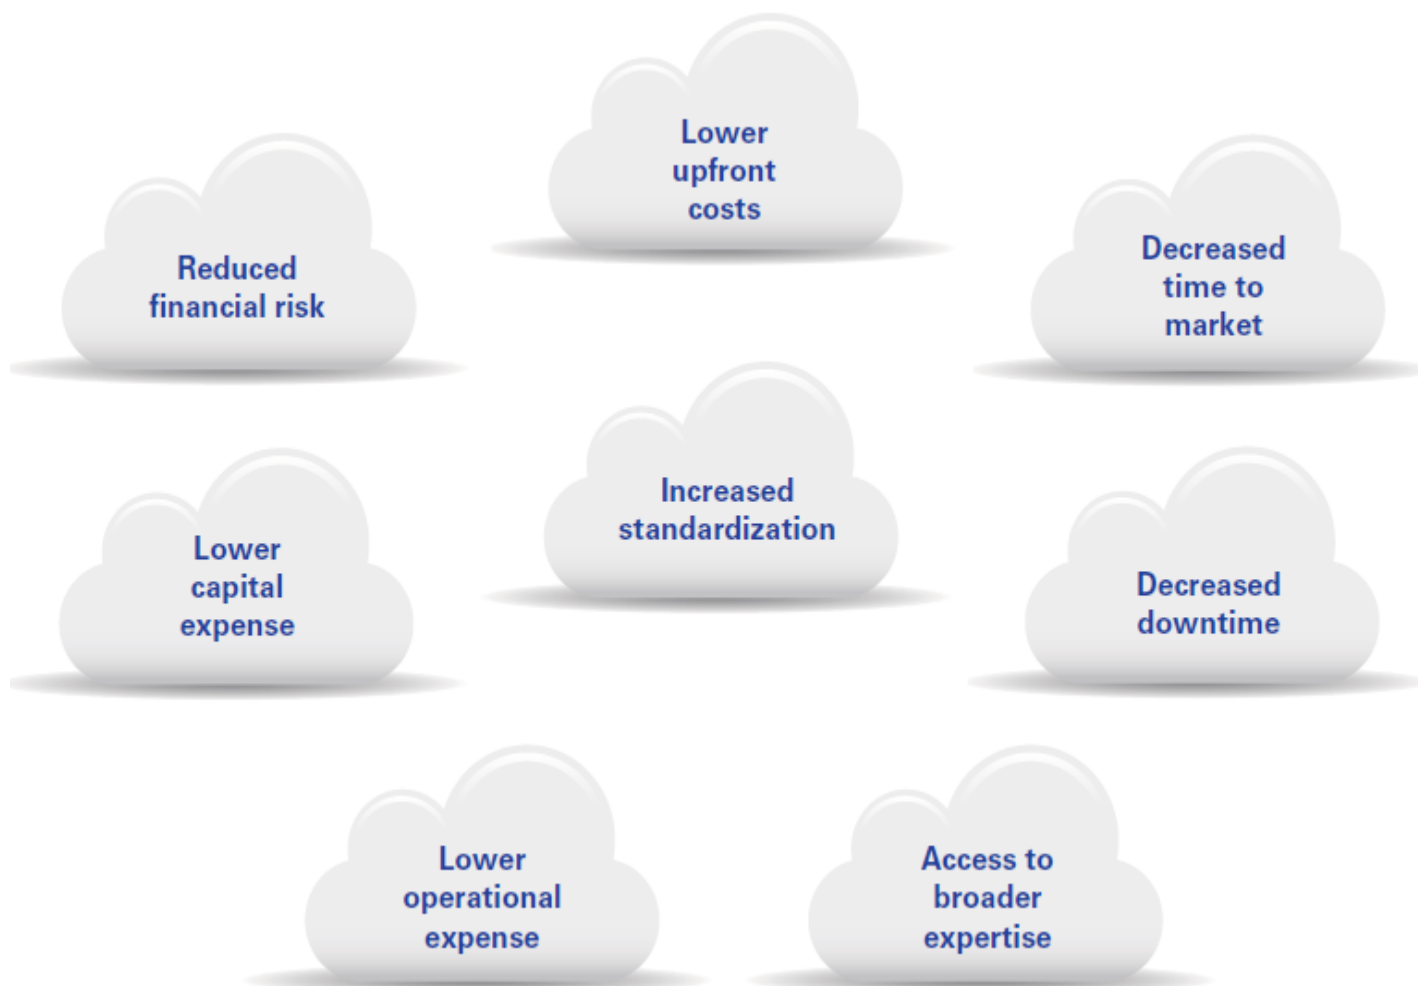 Lower
upfront
costs
Reduced
financial risk
Decreased
time to
market
Increased
standardization
Lower
capital
expense
Decreased
downtime
Lower
operational
expense
Access to
broader
expertise